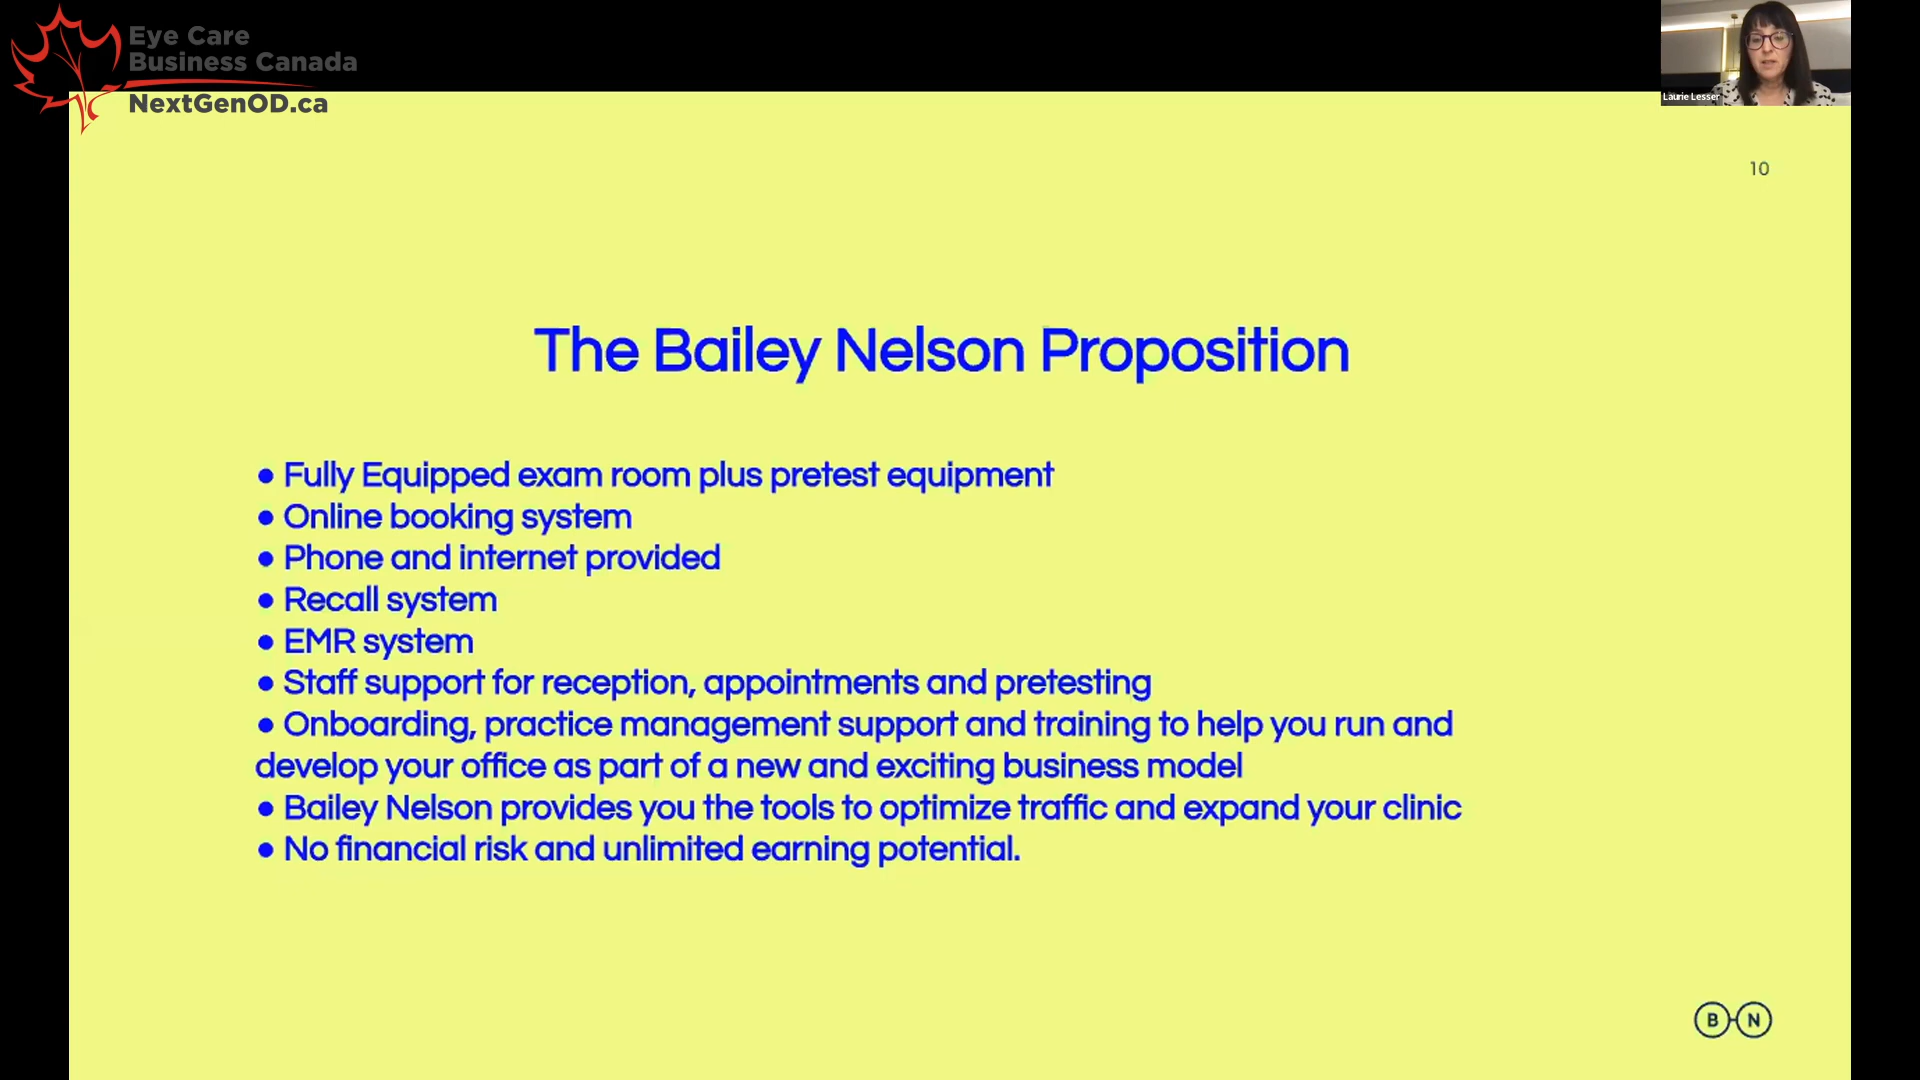 Eye Care
Business Canada
NextGenOD.ca
Laurie Lesser
10
The Bailey Nelson Proposition
● Fully Equipped exam room plus pretest equipment
● Online booking system
● Phone and internet provided
● Recall system
● EMR system
● Staff support for reception, appointments and pretesting
● Onboarding, practice management support and training to help you run and
develop your office as part of a new and exciting business model
● Bailey Nelson provides you the tools to optimize traffic and expand your clinic
● No financial risk and unlimited earning potential.
B N